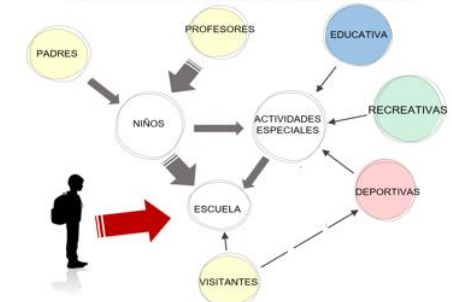 PROFESORES
EDUCATIVA
PADRES
RECREATIVAS
NIÑOS
ACTIVIDADES
ESPECIALES
DEPORTIVAS
ESCUELA
VISITANTES